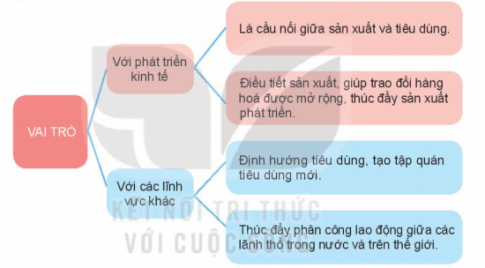 VAI TRÒ
Với phát triển
kinh tế
Là cầu nối giữa sản xuất và tiêu dùng.
Điều tiết sản xuất, giúp trao đổi hàng
hoá được mở rộng, thúc đẩy sản xuất
phát triển.
Với các lĩnh
vực khác
Định hướng tiêu dùng, tạo tập quán
tiêu dùng mới.
Thúc đẩy phân công lao động giữa các
lãnh thổ trong nước và trên thế giới.
KẾT NỐI TRI THỨC
VỚI CUỘC SỐNG